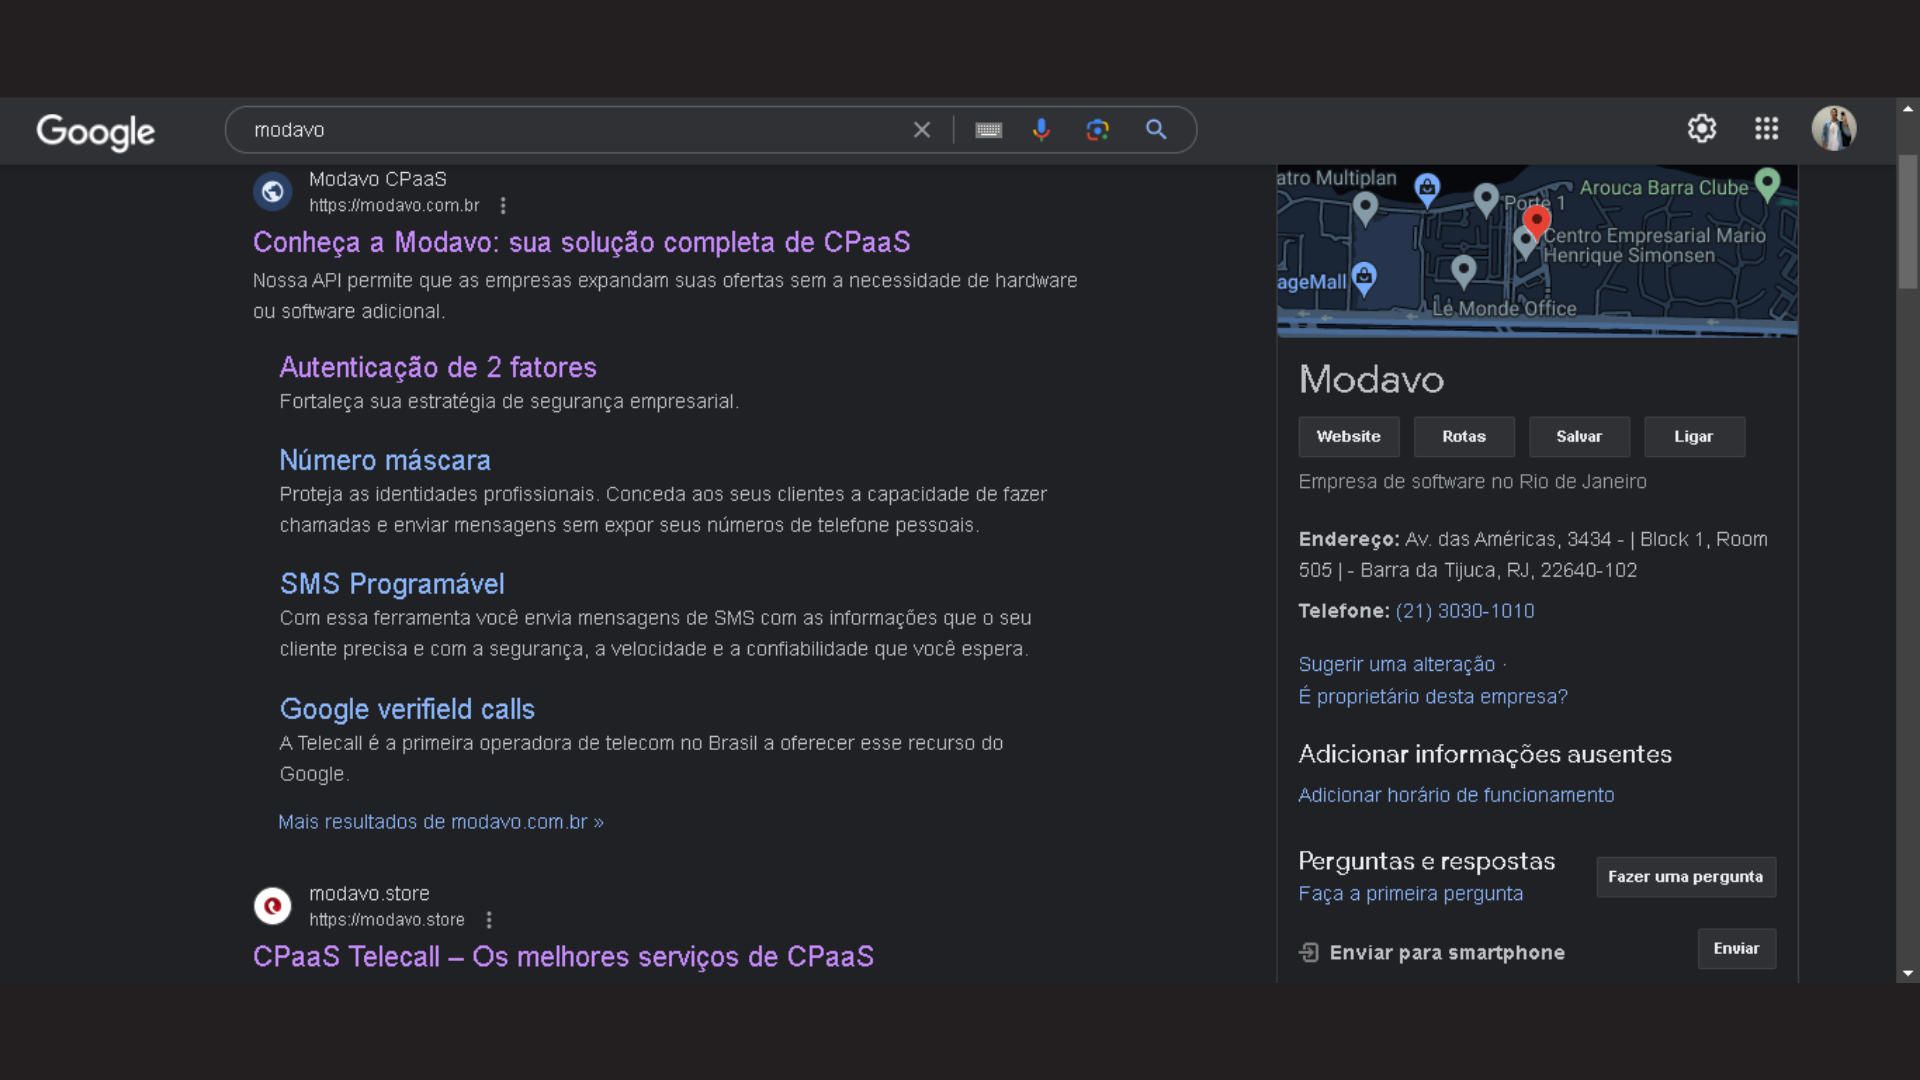 Google
modavo
Modavo CPaaS
https://modavo.com.br
Conheça a Modavo: sua solução completa de CPaaS
Nossa API permite que as empresas expandam suas ofertas sem a necessidade de hardware
ou software adicional.
Autenticação de 2 fatores
Fortaleça sua estratégia de segurança empresarial.
Número máscara
Proteja as identidades profissionais. Conceda aos seus clientes a capacidade de fazer
chamadas e enviar mensagens sem expor seus números de telefone pessoais.
SMS Programável
Com essa ferramenta você envia mensagens de SMS com as informações que o seu
cliente precisa e com a segurança, a velocidade e a confiabilidade que você espera.
Google verifield calls
A Telecall é a primeira operadora de telecom no Brasil a oferecer esse recurso do
Google.
Mais resultados de modavo.com.br »
modavo.store
https://modavo.store
CPaaS Telecall – Os melhores serviços de CPaaS
atro Multiplan
Arouca Barra Clube
Porte 1
Centro Empresarial Mario
Henrique Simonsen
ageMall
Le Monde Office
Modavo
Website
Rotas
Salvar
Ligar
Empresa de software no Rio de Janeiro
Endereço: Av. das Américas, 3434 - | Block 1, Room
505 | - Barra da Tijuca, RJ, 22640-102
Telefone: (21) 3030-1010
Sugerir uma alteração ·
É proprietário desta empresa?
Adicionar informações ausentes
Adicionar horário de funcionamento
Perguntas e respostas
Faça a primeira pergunta
Fazer uma pergunta
Enviar para smartphone
Enviar